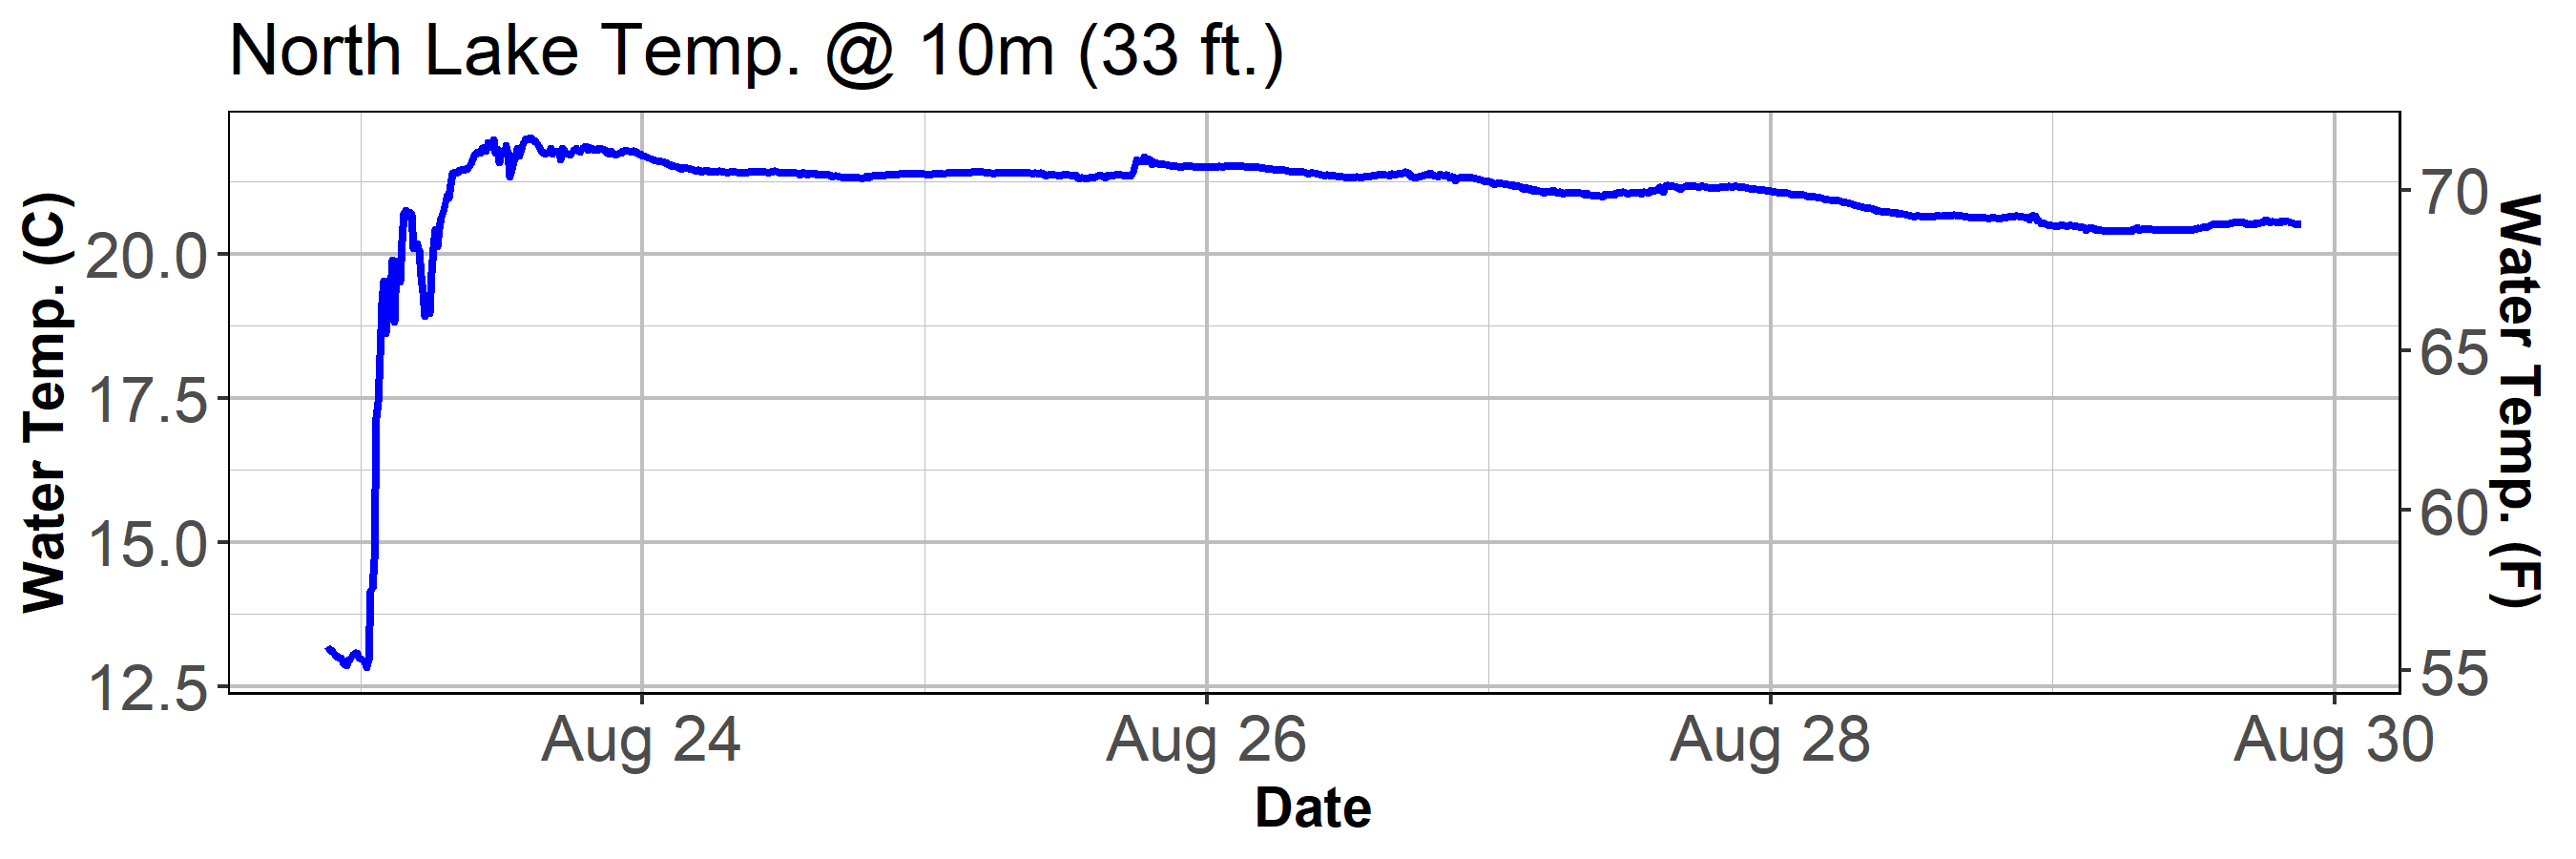 North Lake Temp. @ 10m (33 ft.)
Water Temp. (C)
20.0
17.5
15.0
12.5
70
65
60
55
Water Temp. (F)
Aug 24
Aug 26
Aug 28
Aug 30
Date